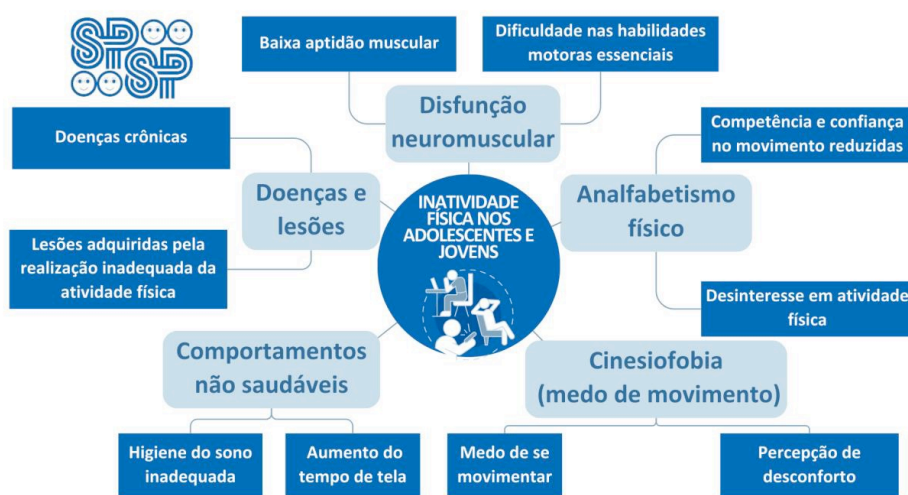 SP
SP
Baixa aptidão muscular
Dificuldade nas habilidades
motoras essenciais
Disfunção
neuromuscular
Doenças crônicas
Competência e confiança
no movimento reduzidas
Doenças e
lesões
INATIVIDADE
FÍSICA NOS
ADOLESCENTES E
JOVENS
Analfabetismo
físico
Lesões adquiridas pela
realização inadequada da
atividade física
Desinteresse em atividade
física
Comportamentos
não saudáveis
Cinesiofobia
(medo de movimento)
Higiene do sono
inadequada
Aumento do
tempo de tela
Medo de se
movimentar
Percepção de
desconforto